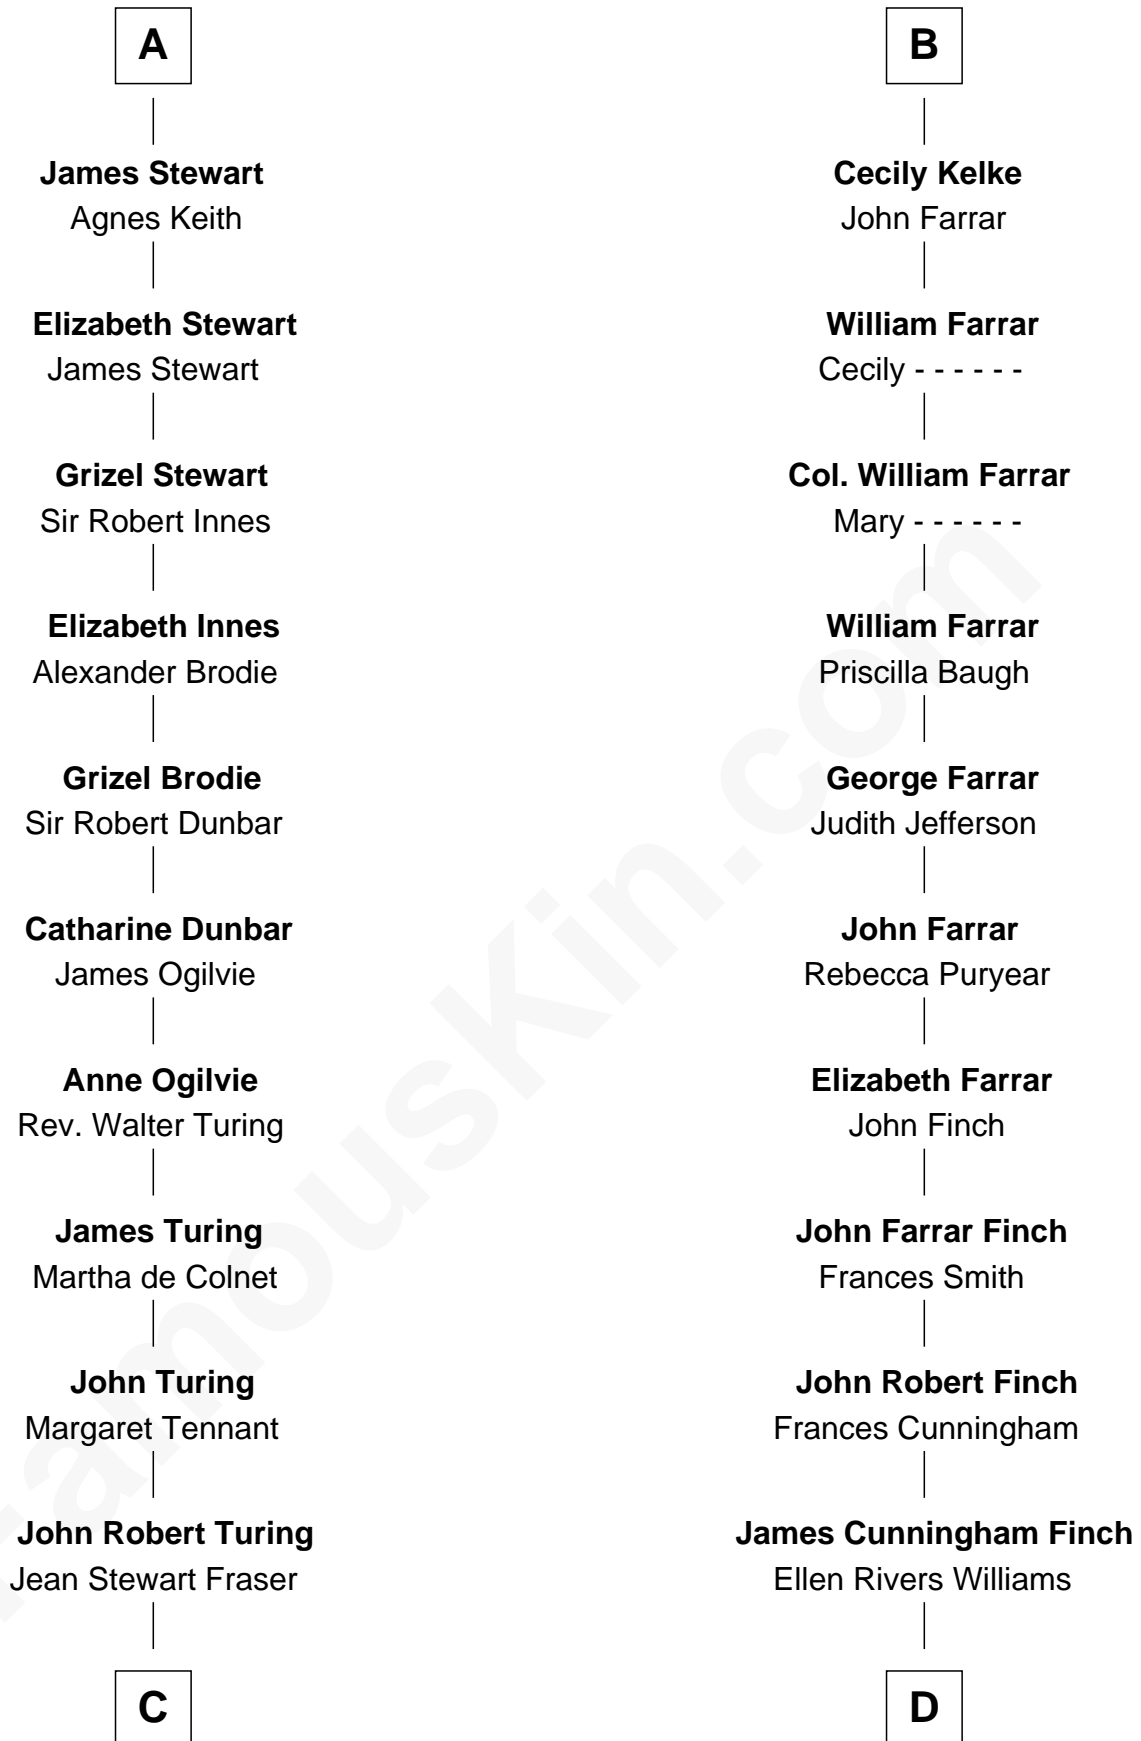 A
James Stewart
Agnes Keith
Elizabeth Stewart
James Stewart
Grizel Stewart
Sir Robert Innes
Elizabeth Innes
Alexander Brodie
Grizel Brodie
Sir Robert Dunbar
Catharine Dunbar
James Ogilvie
Anne Ogilvie
Rev. Walter Turing
James Turing
Martha de Colnet
John Turing
Margaret Tennant
John Robert Turing
Jean Stewart Fraser
C
B
Cecily Kelke
John Farrar
William Farrar
Cecily - - - - - -
Col. William Farrar
Mary - - - - - -
William Farrar
Priscilla Baugh
George Farrar
Judith Jefferson
John Farrar
Rebecca Puryear
Elizabeth Farrar
John Finch
John Farrar Finch
Frances Smith
John Robert Finch
Frances Cunningham
James Cunningham Finch
Ellen Rivers Williams
D
FamousKin.com